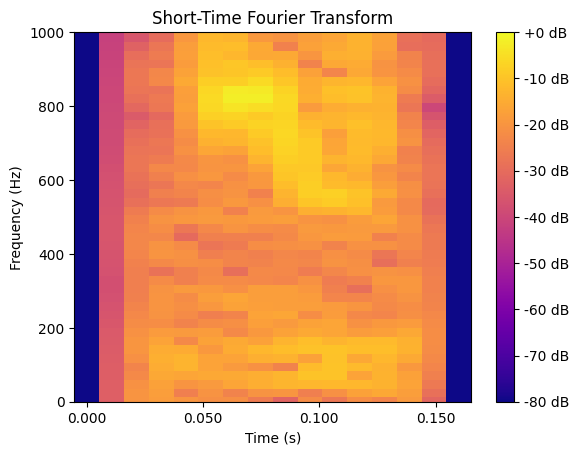 Short-Time Fourier Transform
1000
800
600
400
200
0
Frequency (Hz)
0.000
0.050
0.100
0.150
Time (s)
+0 dB
-10 dB
-20 dB
-30 dB
-40 dB
-50 dB
-60 dB
-70 dB
-80 dB